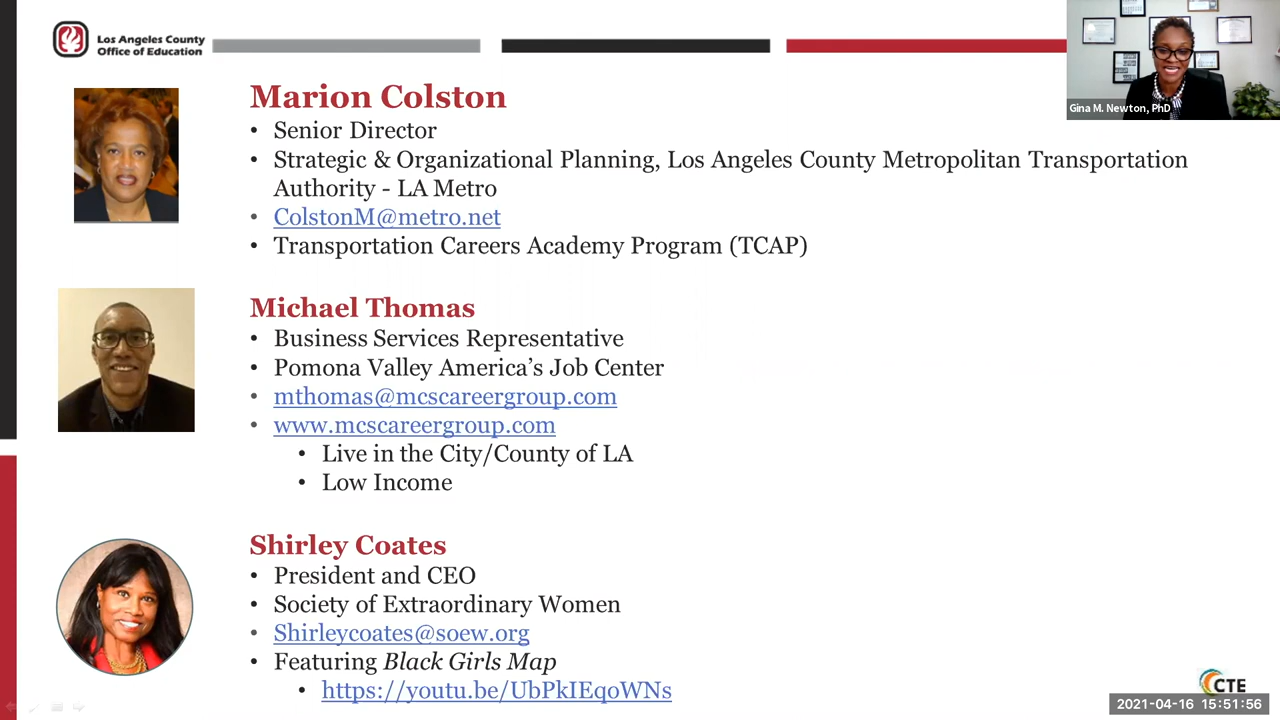 Los Angeles County
Office of Education
Gina M. Newton, PhD
Marion Colston
• Senior Director
• Strategic & Organizational Planning, Los Angeles County Metropolitan Transportation
Authority - LA Metro
• ColstonM@metro.net
• Transportation Careers Academy Program (TCAP)
Michael Thomas
• Business Services Representative
• Pomona Valley America’s Job Center
• mthomas@mcscareergroup.com
• www.mcscareergroup.com
• Live in the City/County of LA
• Low Income
Shirley Coates
• President and CEO
• Society of Extraordinary Women
• Shirleycoates@soew.org
• Featuring Black Girls Map
• https://youtu.be/UbPkIEqoWNs
CTE
2021-04-16 15:51:56